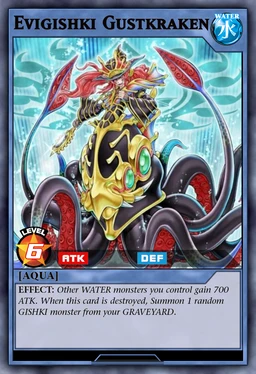 Evigishki Gustkraken
WATER
水
LEVEL
6
ATK
DEF
[AQUA]
EFFECT: Other WATER monsters you control gain 700
ATK. When this card is destroyed, Summon 1 random
GISHKI monster from your GRAVEYARD.